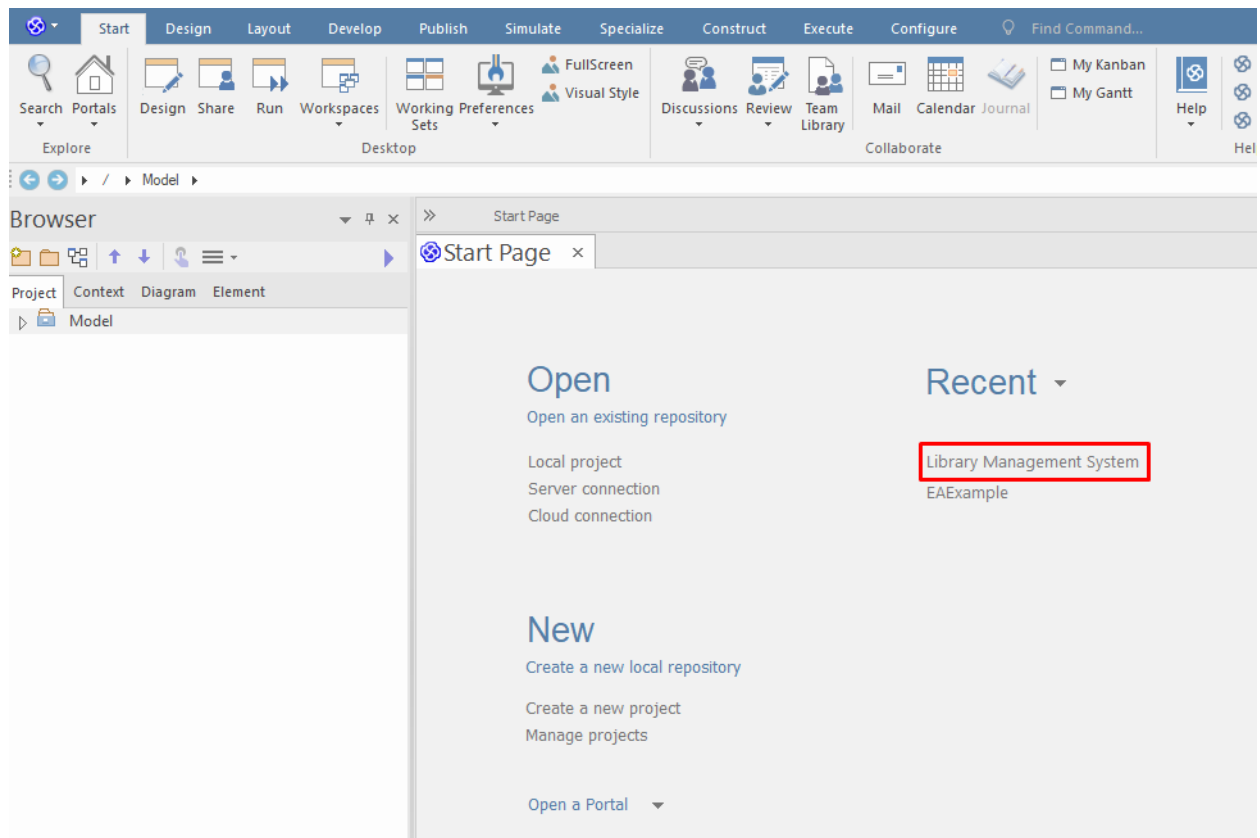 Start Design Layout Develop Publish Simulate Specialize Construct Execute Configure Find Command...
Search Portals Design Share Run Workspaces Working Sets Preferences FullScreen Visual Style Discussions Review Team Library Mail Calendar Journal My Kanban My Gantt Help
Explore Desktop Collaborate
/ Model
Browser
Start Page
Start Page
Project Context Diagram Element
Model
Open
Open an existing repository
Local project
Server connection
Cloud connection
Recent
Library Management System
EAExample
New
Create a new local repository
Create a new project
Manage projects
Open a Portal